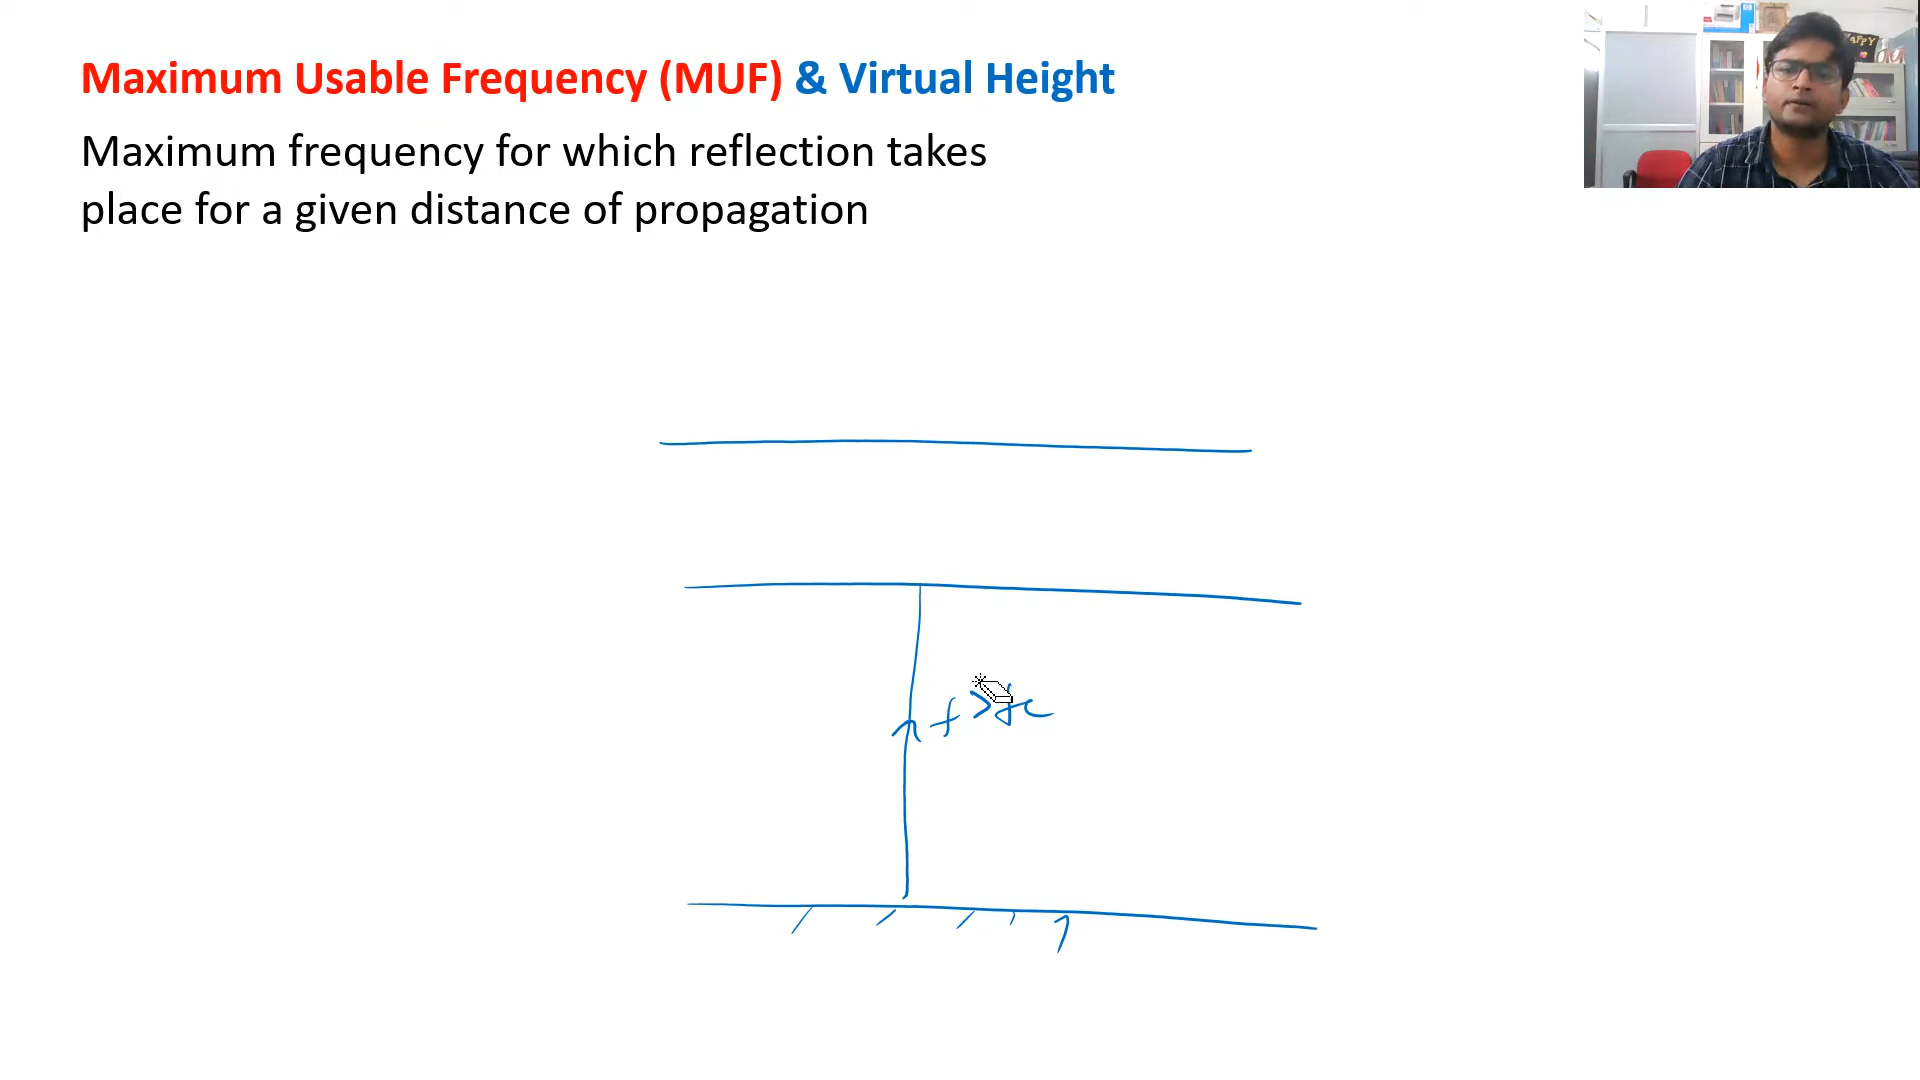 Maximum Usable Frequency (MUF) & Virtual Height
Maximum frequency for which reflection takes
place for a given distance of propagation
HAPPY
f > fc